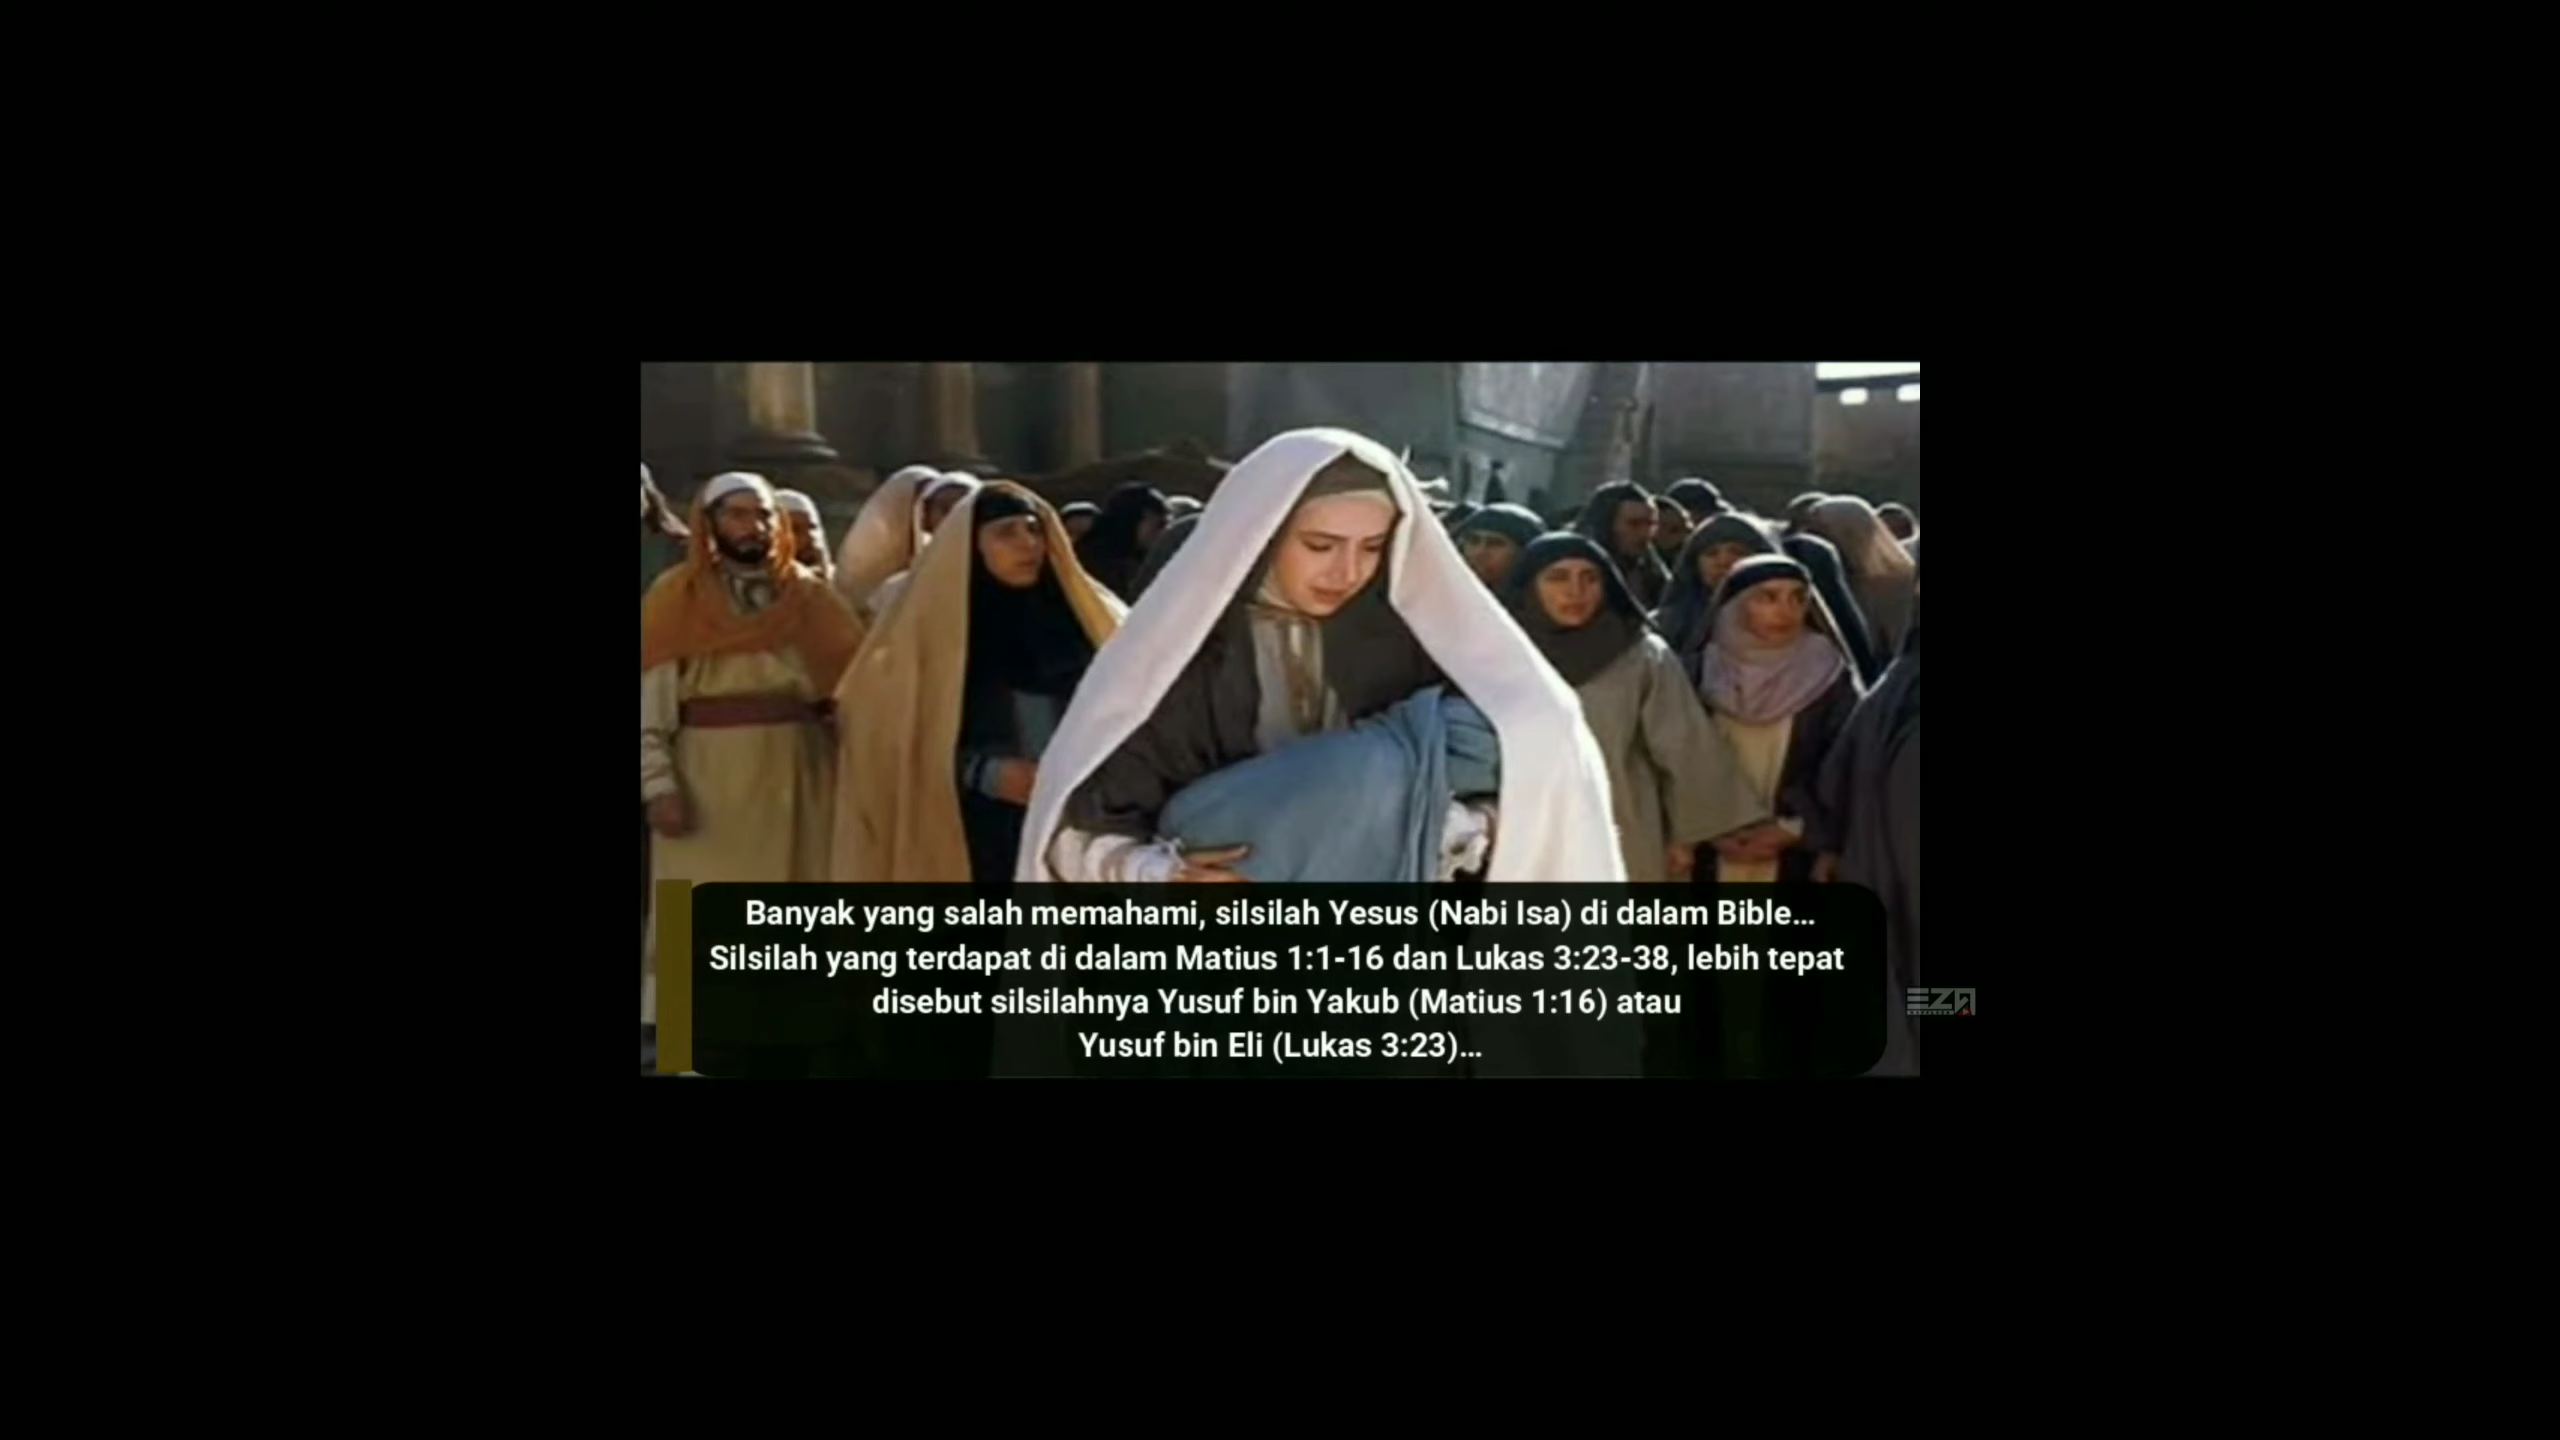 Banyak yang salah memahami, silsilah Yesus (Nabi Isa) di dalam Bible...
Silsilah yang terdapat di dalam Matius 1:1-16 dan Lukas 3:23-38, lebih tepat
disebut silsilahnya Yusuf bin Yakub (Matius 1:16) atau
Yusuf bin Eli (Lukas 3:23)...
EZA